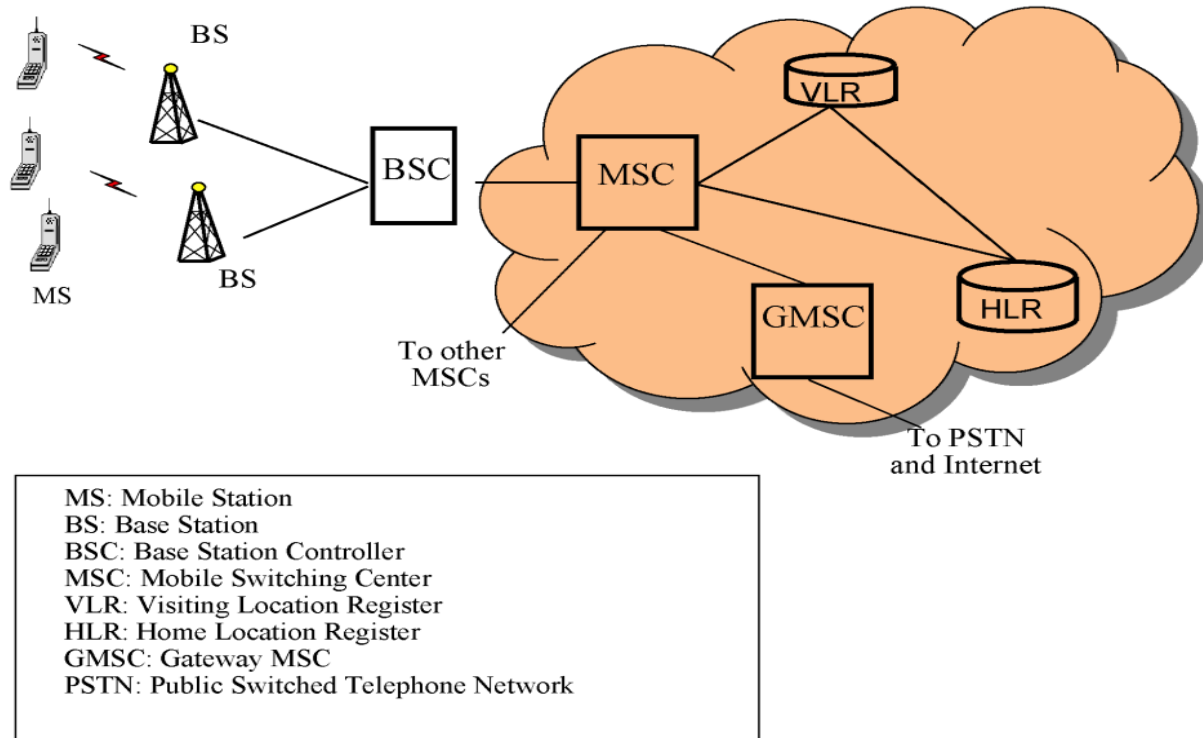 BS
VLR
BSC
MSC
BS
MS
HLR
GMSC
To other
MSCs
To PSTN
and Internet
MS: Mobile Station
BS: Base Station
BSC: Base Station Controller
MSC: Mobile Switching Center
VLR: Visiting Location Register
HLR: Home Location Register
GMSC: Gateway MSC
PSTN: Public Switched Telephone Network